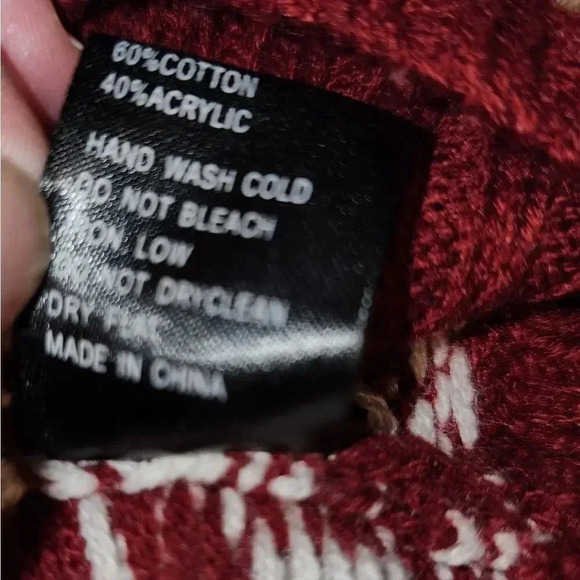 60%COTTON
40%ACRYLIC
HAND WASH COLD
DO NOT BLEACH
IRON LOW
DO NOT DRYCLEAN
DRY FLAT
MADE IN CHINA